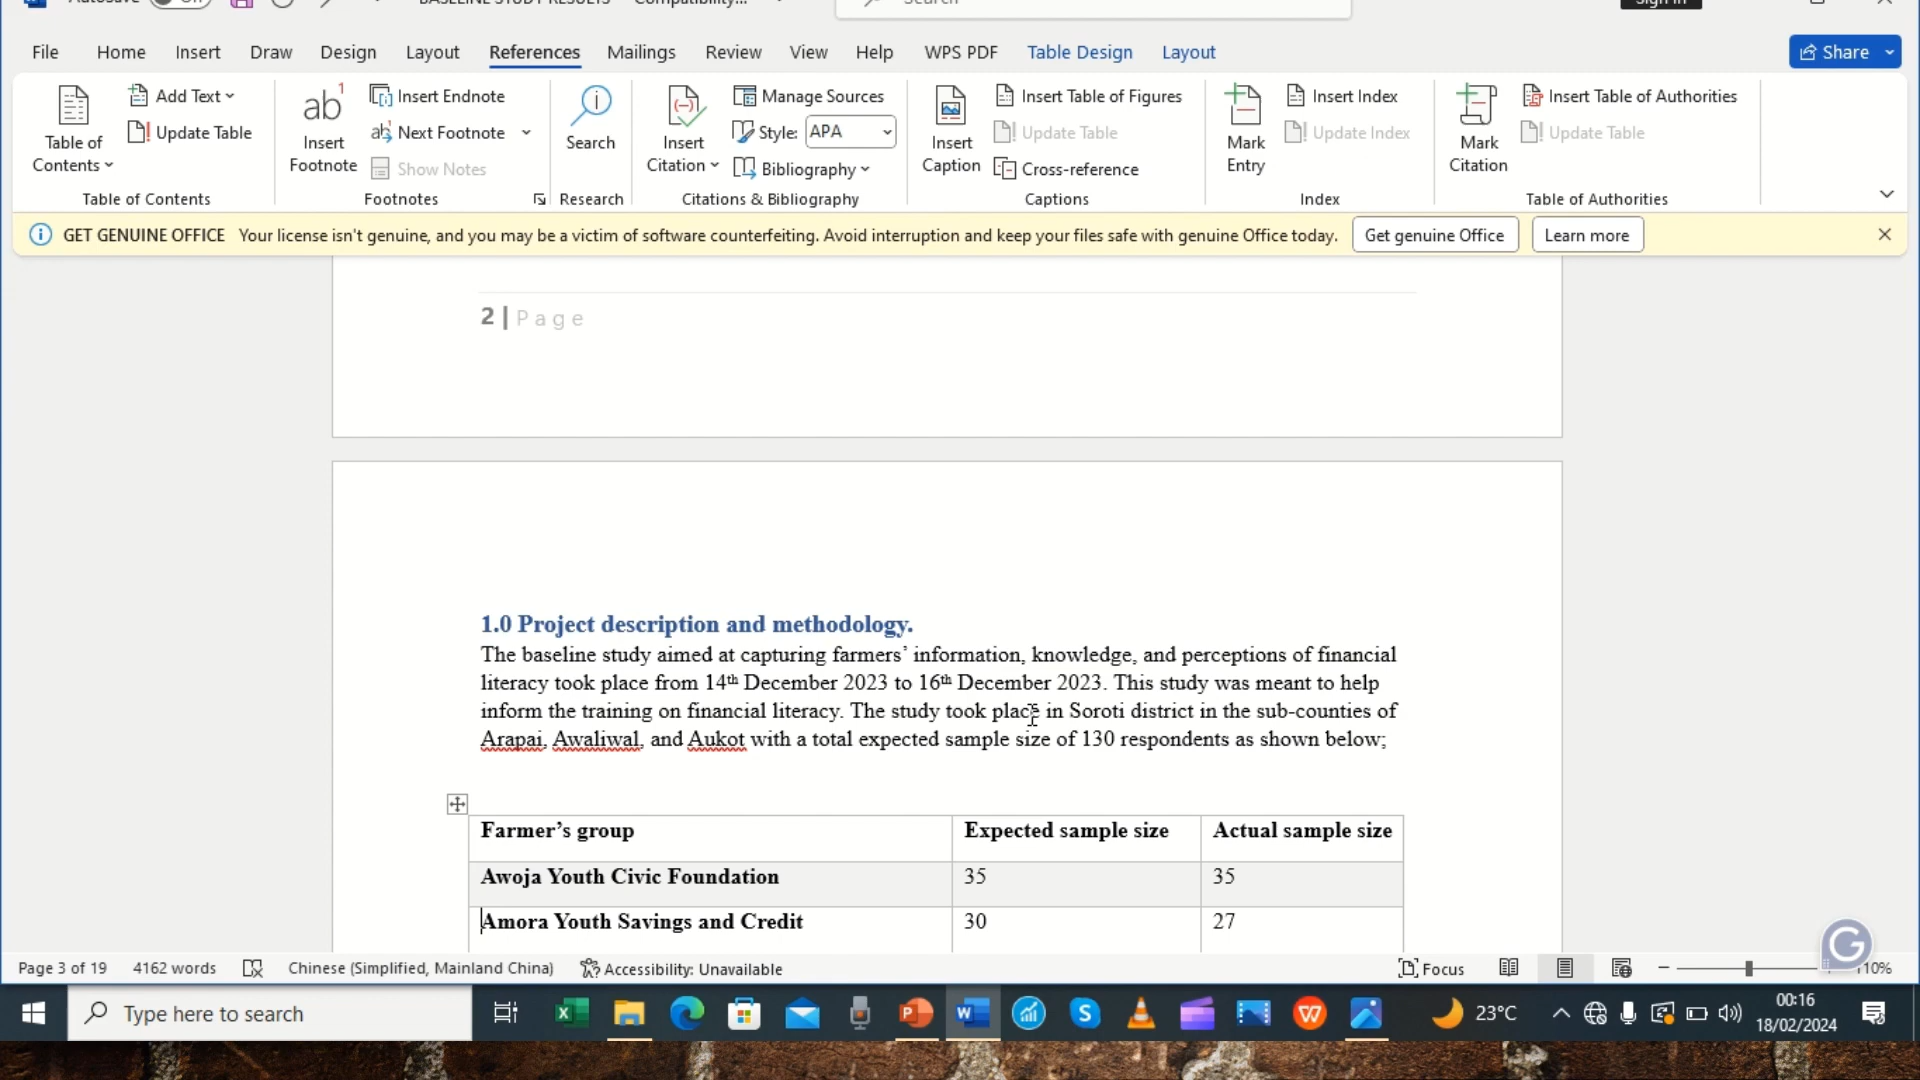 AutoSave Off BASELINE STUDY RESULTS - Compatibility... Search Sign in
File Home Insert Draw Design Layout References Mailings Review View Help WPS PDF Table Design Layout Share
Table of Contents
Add Text
Update Table
Table of Contents
ab1 Insert Footnote
Insert Endnote
Next Footnote
Show Notes
Footnotes
Search
Research
Insert Citation
Manage Sources
Style: APA
Bibliography
Citations & Bibliography
Insert Caption
Insert Table of Figures
Update Table
Cross-reference
Captions
Mark Entry
Insert Index
Update Index
Index
Mark Citation
Insert Table of Authorities
Update Table
Table of Authorities
GET GENUINE OFFICE Your license isn't genuine, and you may be a victim of software counterfeiting. Avoid interruption and keep your files safe with genuine Office today. Get genuine Office Learn more
2 | Page
1.0 Project description and methodology.
The baseline study aimed at capturing farmers’ information, knowledge, and perceptions of financial
literacy took place from 14th December 2023 to 16th December 2023. This study was meant to help
inform the training on financial literacy. The study took place in Soroti district in the sub-counties of
Arapai, Awaliwal, and Aukot with a total expected sample size of 130 respondents as shown below;
Farmer’s group Expected sample size Actual sample size
Awoja Youth Civic Foundation 35 35
Amora Youth Savings and Credit 30 27
Page 3 of 19 4162 words Chinese (Simplified, Mainland China) Accessibility: Unavailable Focus 110%
Type here to search 23°C 00:16
18/02/2024